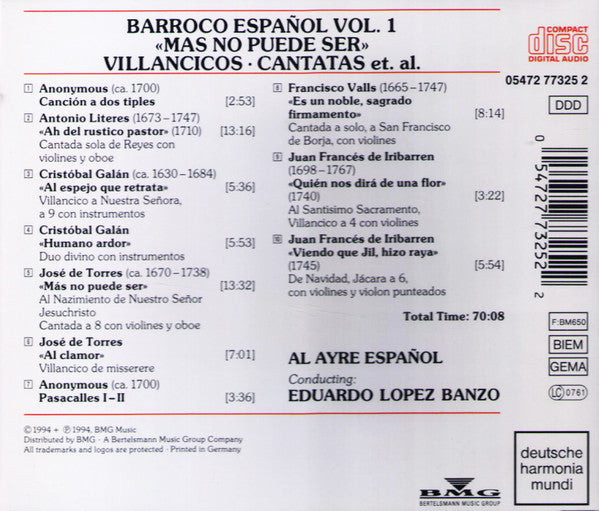 BARROCO ESPAÑOL VOL. 1
«MAS NO PUEDE SER»
VILLANCICOS · CANTATAS et. al.
COMPACT
disc
DIGITAL AUDIO
05472 77325 2
DDD
1 Anonymous (ca. 1700)
Canción a dos tiples [2:53]
2 Antonio Literes (1673–1747)
«Ah del rustico pastor» (1710) [13:16]
Cantada sola de Reyes con
violines y oboe
3 Cristóbal Galán (ca. 1630–1684)
«Al espejo que retrata» [5:36]
Villancico a Nuestra Señora,
a 9 con instrumentos
4 Cristóbal Galán
«Humano ardor» [5:53]
Duo divino con instrumentos
5 José de Torres (ca. 1670–1738)
«Más no puede ser» [13:32]
Al Nazimiento de Nuestro Señor
Jesuchristo
Cantada a 8 con violines y oboe
6 José de Torres
«Al clamor» [7:01]
Villancico de misserere
7 Anonymous (ca. 1700)
Pasacalles I–II [3:36]
8 Francisco Valls (1665–1747)
«Es un noble, sagrado
firmamento» [8:14]
Cantada a solo, a San Francisco
de Borja, con violines
9 Juan Francés de Iribarren
(1698–1767)
«Quién nos dirá de una flor»
(1740) [3:22]
Al Santisimo Sacramento,
Villancico a 4 con violines
10 Juan Francés de Iribarren
«Viendo que Jil, hizo raya»
(1745) [5:54]
De Navidad, Jácara a 6,
con violines y violon punteados
Total Time: 70:08
AL AYRE ESPAÑOL
Conducting:
EDUARDO LOPEZ BANZO
0 54727 73252 2
F:BM650
BIEM
GEMA
LC 0761
© 1994 + ℗ 1994, BMG Music
Distributed by BMG · A Bertelsmann Music Group Company
All trademarks and logos are protected · Printed in Germany
BMG
BERTELSMANN MUSIC GROUP
deutsche
harmonia
mundi